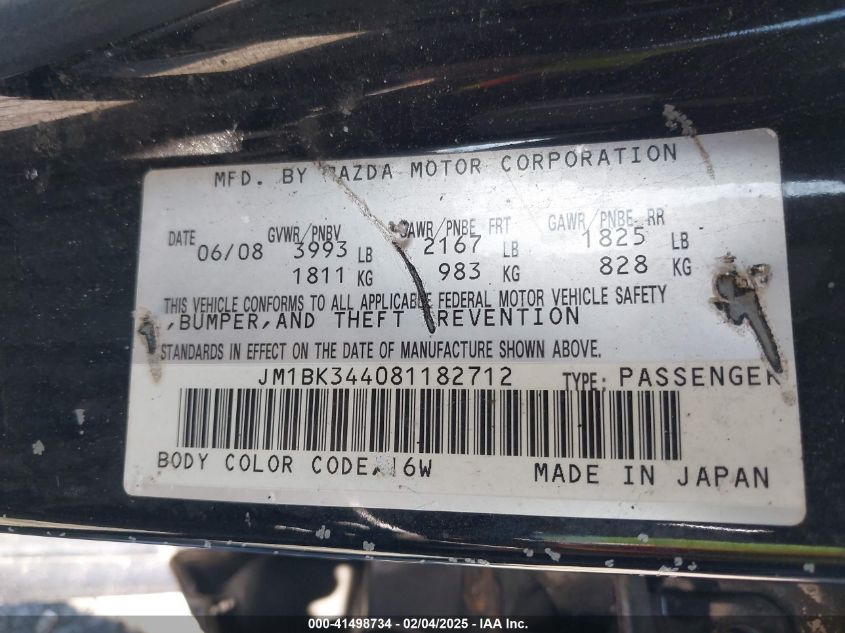 MFD. BY MAZDA MOTOR CORPORATION
DATE 06/08 GVWR/PNBV 3993 LB GAWR/PNBE FRT 2167 LB GAWR/PNBE RR 1825 LB
1811 KG 983 KG 828 KG
THIS VEHICLE CONFORMS TO ALL APPLICABLE FEDERAL MOTOR VEHICLE SAFETY
,BUMPER,AND THEFT PREVENTION
STANDARDS IN EFFECT ON THE DATE OF MANUFACTURE SHOWN ABOVE.
JM1BK344081182712 TYPE: PASSENGER
BODY COLOR CODE: 16W MADE IN JAPAN
000-41498734 - 02/04/2025 - IAAI.COM